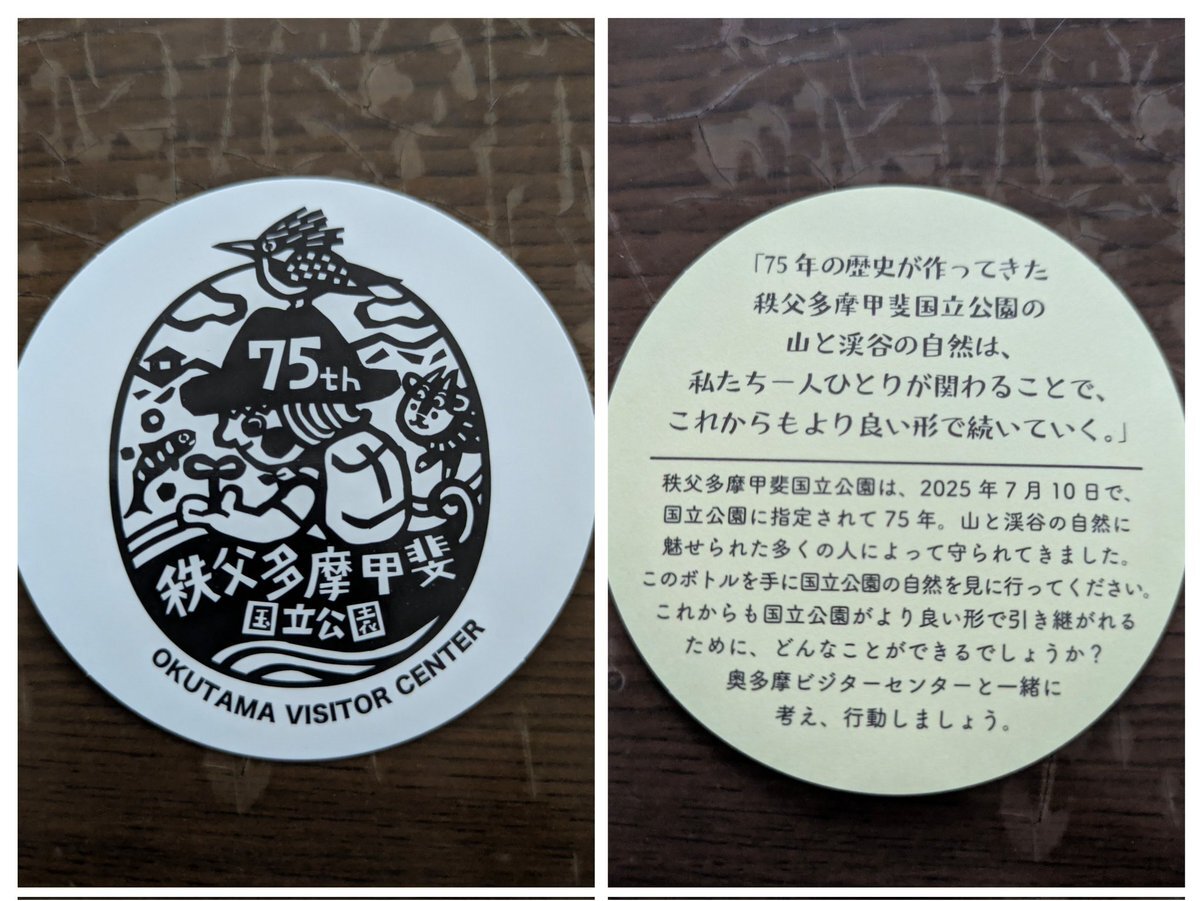 75th
秩父多摩甲斐
国立公園
OKUTAMA VISITOR CENTER
「75年の歴史が作ってきた
秩父多摩甲斐国立公園の
山と渓谷の自然は、
私たち一人ひとりが関わることで、
これからもより良い形で続いていく。」
秩父多摩甲斐国立公園は、2025年7月10日で、
国立公園に指定されて75年。山と渓谷の自然に
魅せられた多くの人によって守られてきました。
このボトルを手に国立公園の自然を見に行ってください。
これからも国立公園がより良い形で引き継がれる
ために、どんなことができるでしょうか？
奥多摩ビジターセンターと一緒に
考え、行動しましょう。